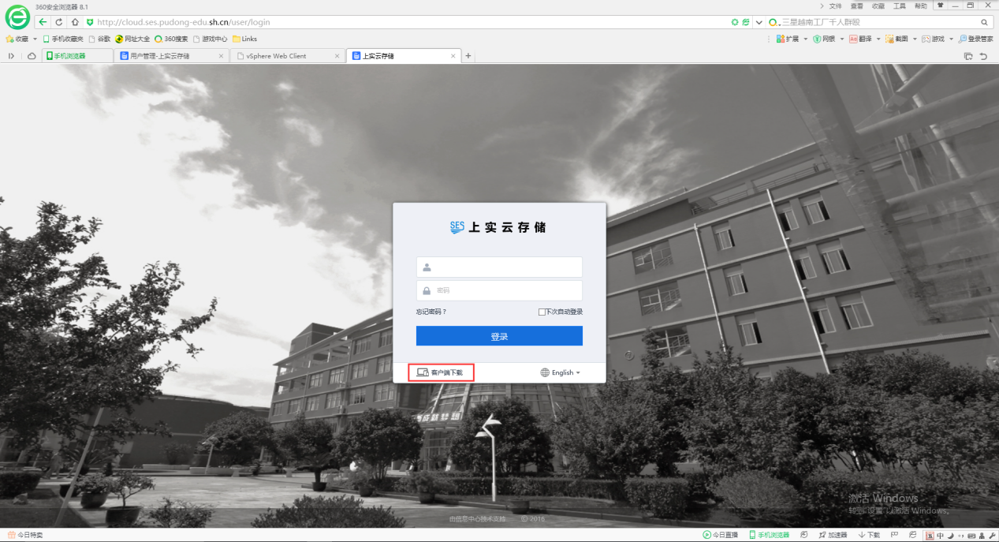 360安全浏览器 8.1
文件 查看 收藏 工具 帮助
http://cloud.ses.pudong-edu.sh.cn/user/login
三星越南工厂千人群殴
收藏 手机收藏夹 谷歌 网址大全 360搜索 游戏中心 Links
扩展 网银 翻译 截图 游戏 登录管家
手机浏览器 用户管理-上实云存储 vSphere Web Client 上实云存储
SES 上实云存储
密码
忘记密码？ 下次自动登录
登录
客户端下载 English
激活 Windows
转到"设置"以激活 Windows。
由信息中心技术支持 © 2016
今日特卖
今日直播 手机浏览器 加速器 下载 中